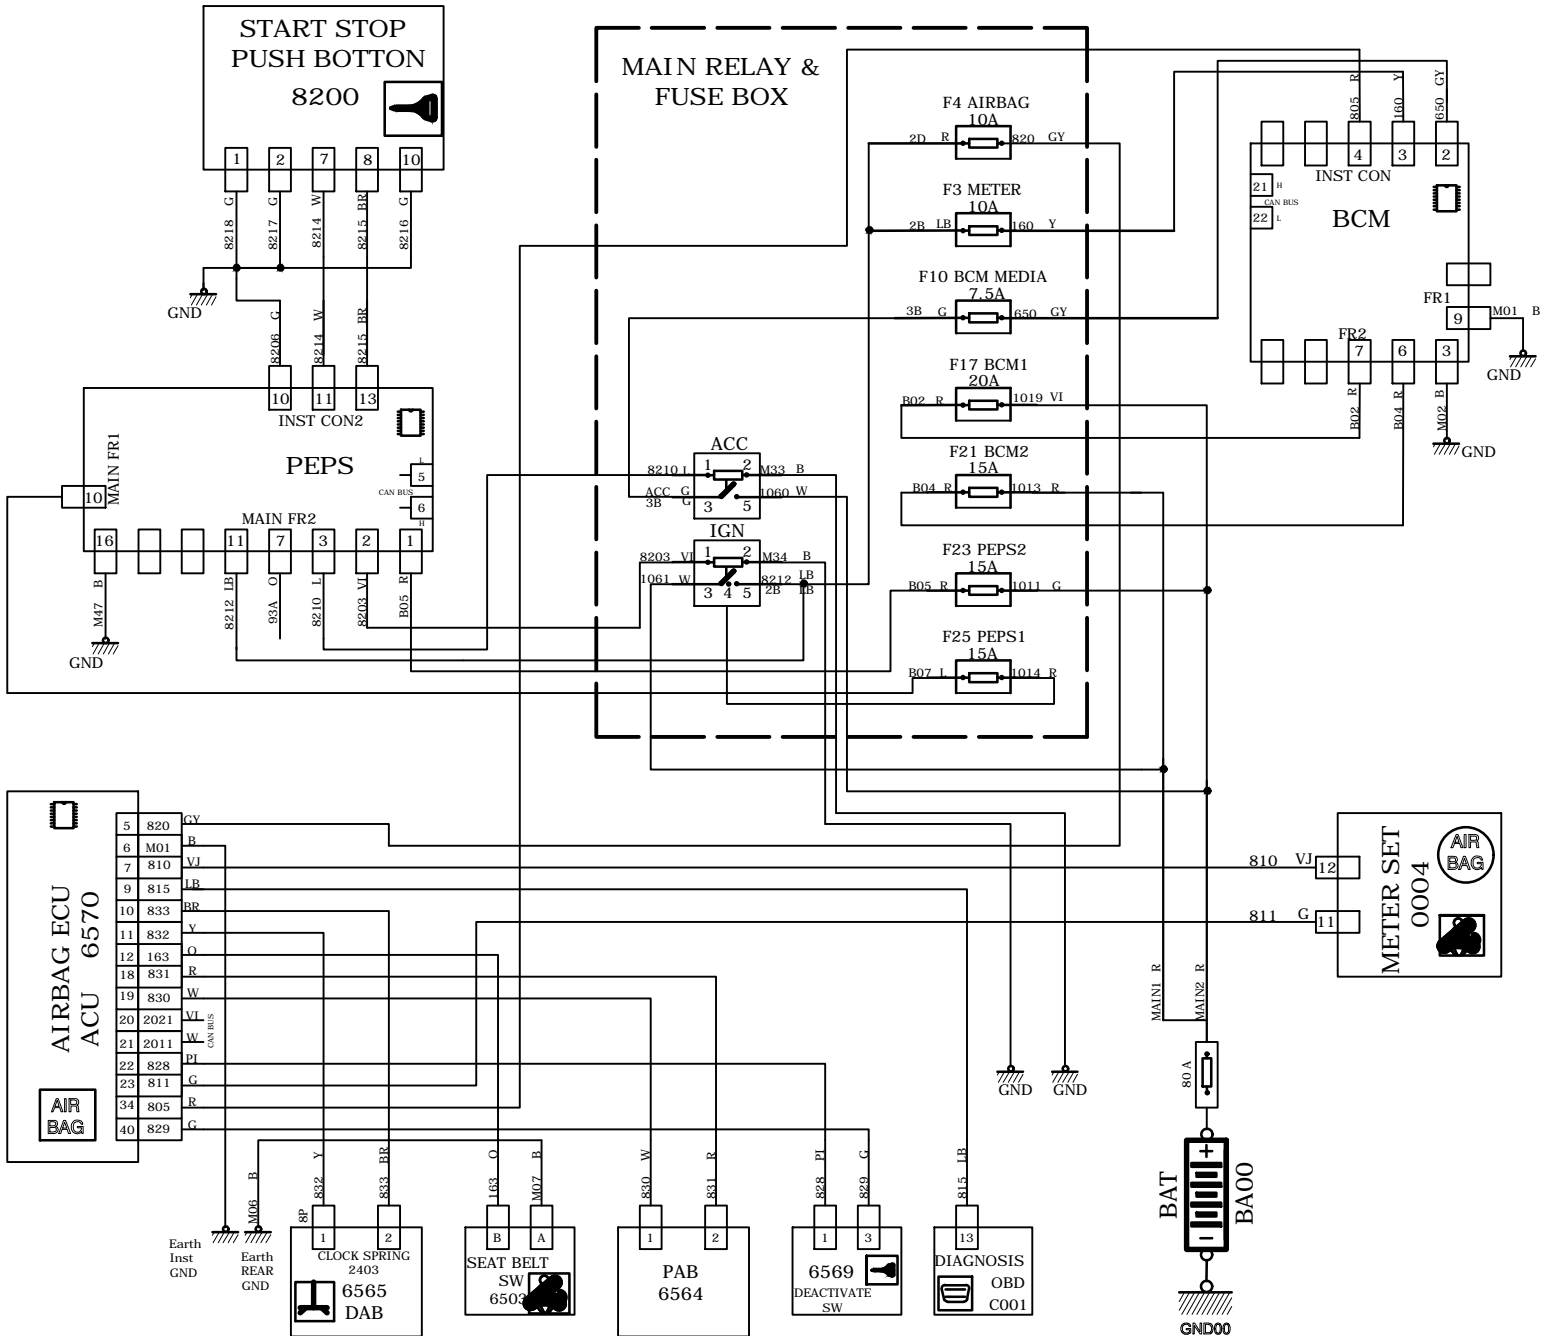 START STOP
PUSH BOTTON
8200
1 2 7 8 10
8218 G
8217 G
8214 W
8215 BR
8216 G
GND
8206 G
8214 W
8215 BR
10 11 13
INST CON2
PEPS
MAIN FR1
10
L
5
CAN BUS
6
H
MAIN FR2
16 11 7 3 2 1
M47 B
8212 LB
93A O
8210 L
8203 VI
B05 R
GND
MAIN RELAY &
FUSE BOX
F4 AIRBAG
10A
2D R 820 GY
F3 METER
10A
2B LB 160 Y
F10 BCM MEDIA
7.5A
3B G 650 GY
F17 BCM1
20A
B02 R 1019 VI
F21 BCM2
15A
B04 R 1013 R
F23 PEPS2
15A
B05 R 1011 G
F25 PEPS1
15A
B07 L 1014 R
ACC
8210 L 1 2 M33 B
ACC G 3 5 1060 W
3B G
IGN
8203 VI 1 2 M34 B
1061 W 3 4 5 8212 LB
2B LB
805 R
160 Y
650 GY
4 3 2
INST CON
21 H
CAN BUS
22 L
BCM
FR1
9
M01 B
GND
FR2
7 6 3
B02 R
B04 R
M02 B
GND
AIRBAG ECU
ACU 6570
AIR
BAG
5 820 GY
6 M01 B
7 810 VJ
9 815 LB
10 833 BR
11 832 Y
12 163 O
18 831 R
19 830 W
20 2021 VI
21 2011 W
CAN BUS
22 828 PI
23 811 G
34 805 R
40 829 G
810 VJ 12
811 G 11
METER SET
0004
AIR
BAG
MAIN1 R
MAIN2 R
GND
GND
80 A
+
-
BAT
BA00
GND00
Earth
Inst
GND
M06 B
Earth
REAR
GND
8P
832 Y
833 BR
1 2
CLOCK SPRING
2403
6565
DAB
163 O
M07 B
B A
SEAT BELT
SW
6503
830 W
831 R
1 2
PAB
6564
828 PI
829 G
1 3
6569
DEACTIVATE
SW
815 LB
13
DIAGNOSIS
OBD
C001